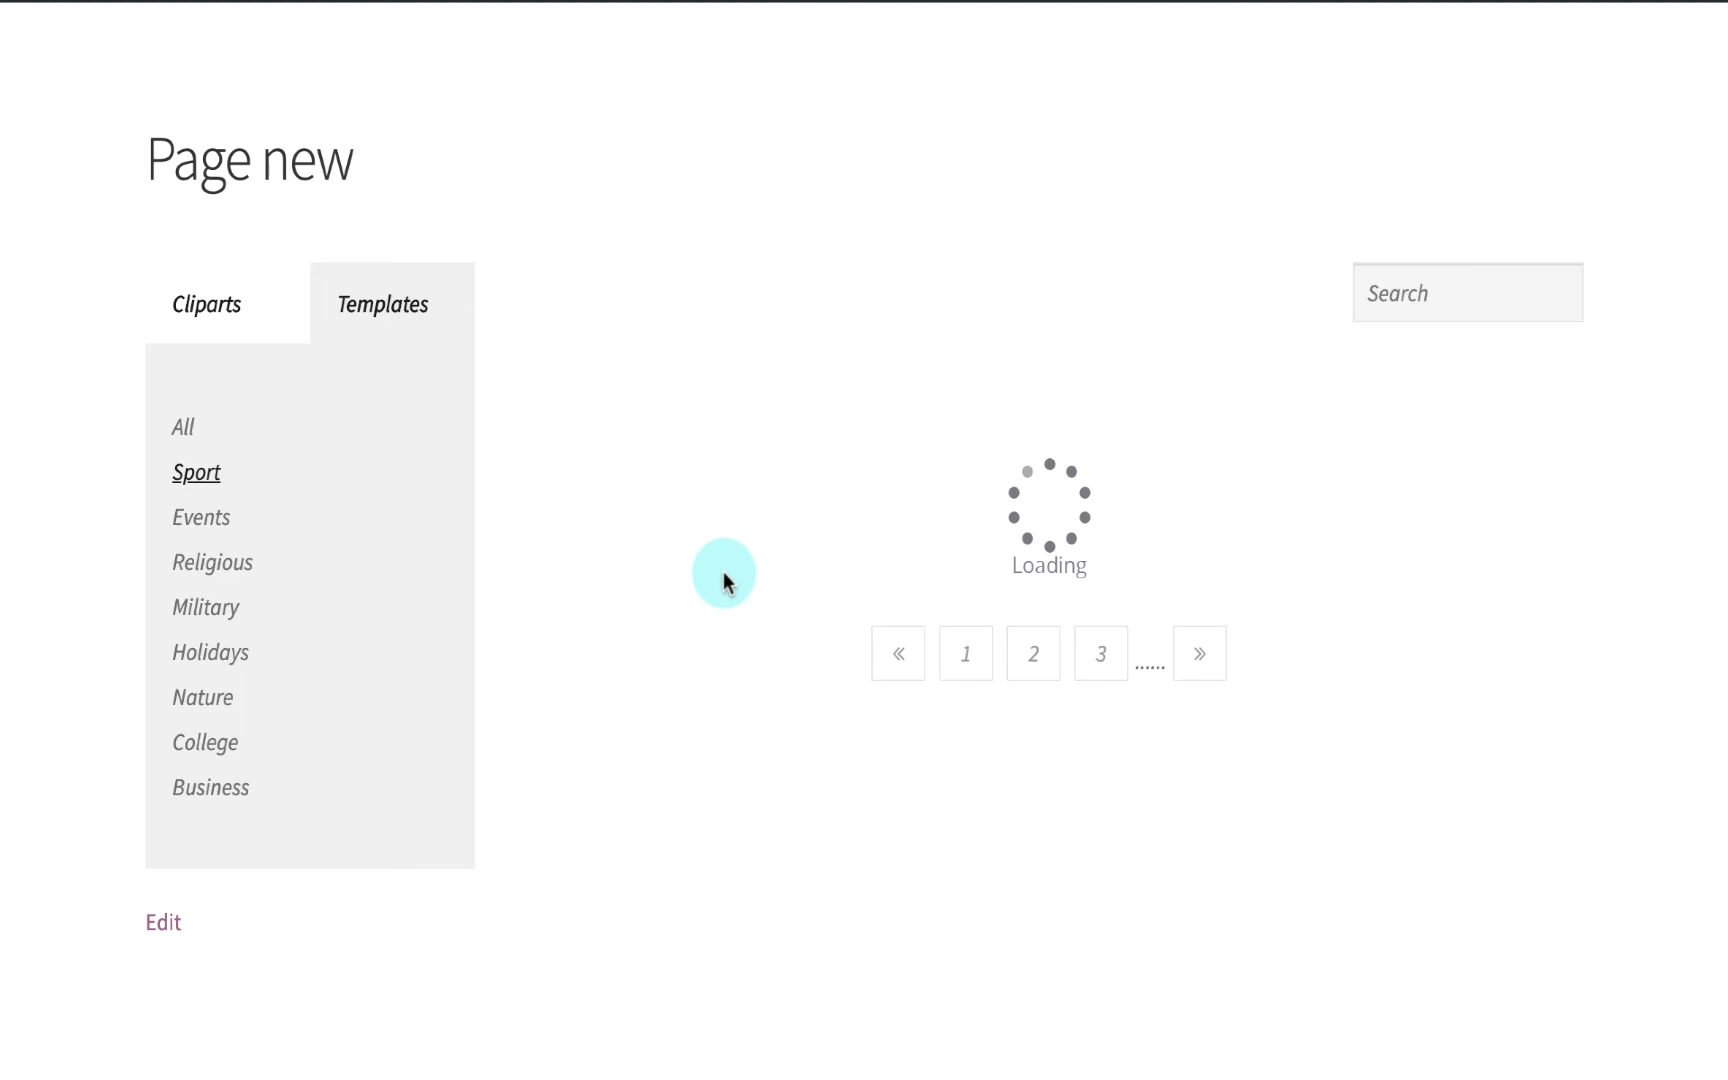 Page new
Cliparts
Templates
Search
All
Sport
Events
Religious
Military
Holidays
Nature
College
Business
Loading
« 1 2 3 ...... »
Edit